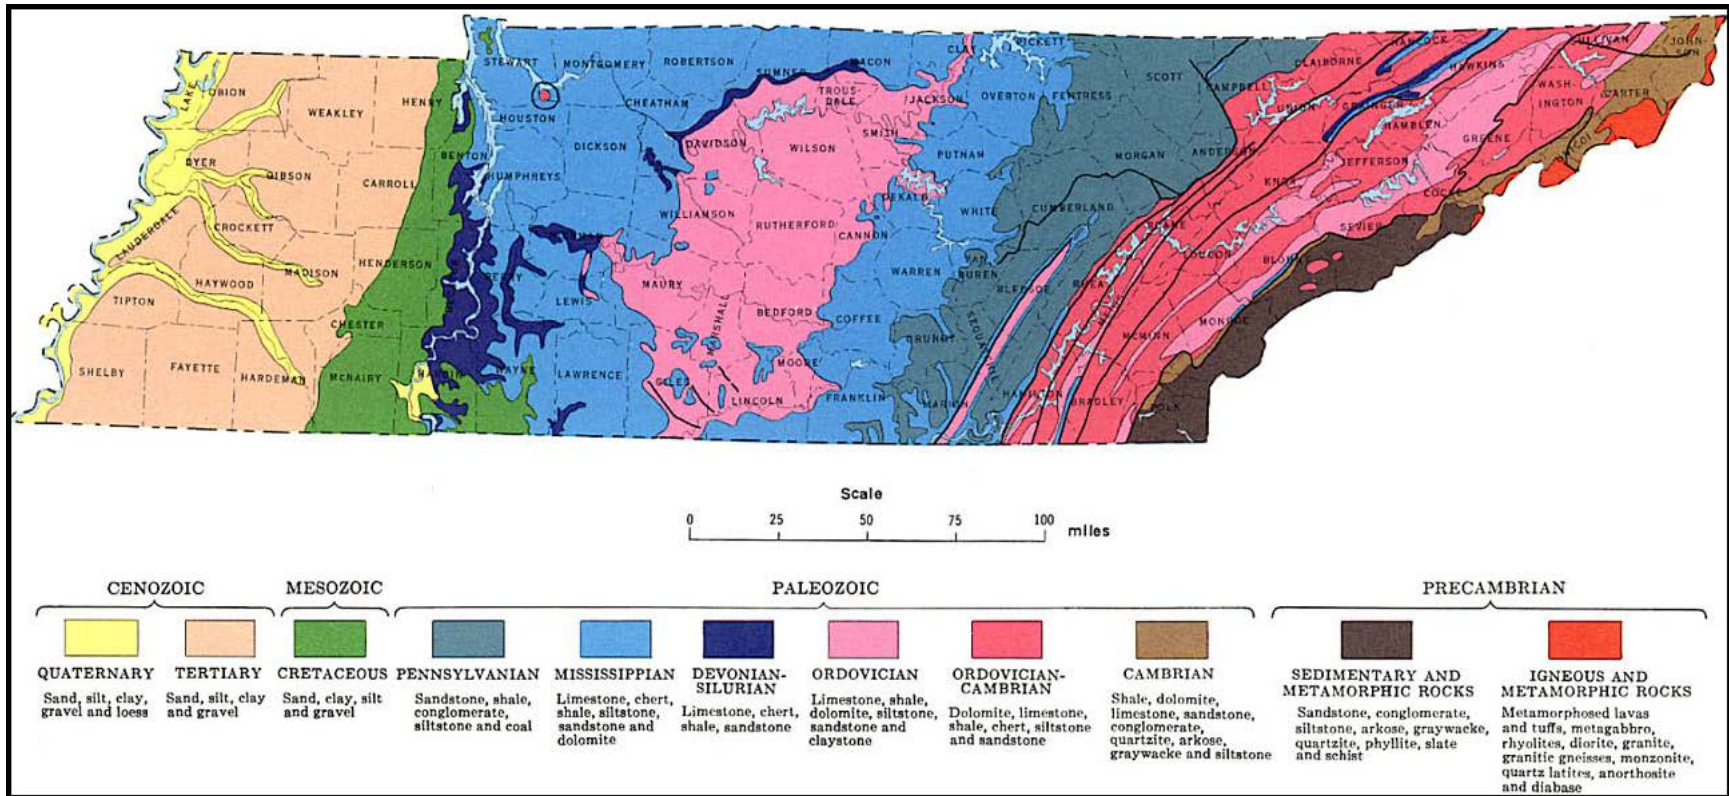 LAKE
OBION
WEAKLEY
HENRY
STEWART
MONTGOMERY
ROBERTSON
SUMNER
MACON
CLAY
PICKETT
SCOTT
CAMPBELL
CLAIBORNE
HANCOCK
HAWKINS
SULLIVAN
JOHN-
SON
DYER
GIBSON
CARROLL
BENTON
HOUSTON
HUMPHREYS
DICKSON
CHEATHAM
DAVIDSON
WILSON
TROUS-
DALE
SMITH
JACKSON
OVERTON
FENTRESS
PUTNAM
MORGAN
ANDERSON
UNION
GRAINGER
HAMBLEN
GREENE
WASH-
INGTON
CARTER
UNICOI
LAUDERDALE
CROCKETT
MADISON
HENDERSON
HAYWOOD
TIPTON
PERRY
WILLIAMSON
RUTHERFORD
CANNON
DEKALB
WHITE
CUMBERLAND
ROANE
KNOX
JEFFERSON
COCKE
SEVIER
LOUDON
BLOUNT
CHESTER
LEWIS
MAURY
MARSHALL
BEDFORD
COFFEE
WARREN
VAN
BUREN
BLEDSOE
RHEA
MEIGS
MCMINN
MONROE
SHELBY
FAYETTE
HARDEMAN
MCNAIRY
HARDIN
WAYNE
LAWRENCE
GILES
LINCOLN
MOORE
FRANKLIN
GRUNDY
SEQUATCHIE
MARION
HAMILTON
BRADLEY
POLK
Scale
0 25 50 75 100 miles
CENOZOIC MESOZOIC PALEOZOIC PRECAMBRIAN
QUATERNARY
Sand, silt, clay,
gravel and loess
TERTIARY
Sand, silt, clay
and gravel
CRETACEOUS
Sand, clay, silt
and gravel
PENNSYLVANIAN
Sandstone, shale,
conglomerate,
siltstone and coal
MISSISSIPPIAN
Limestone, chert,
shale, siltstone,
sandstone and
dolomite
DEVONIAN-
SILURIAN
Limestone, chert,
shale, sandstone
ORDOVICIAN
Limestone, shale,
dolomite, siltstone,
sandstone and
claystone
ORDOVICIAN-
CAMBRIAN
Dolomite, limestone,
shale, chert, siltstone
and sandstone
CAMBRIAN
Shale, dolomite,
limestone, sandstone,
conglomerate,
quartzite, arkose,
graywacke and siltstone
SEDIMENTARY AND
METAMORPHIC ROCKS
Sandstone, conglomerate,
siltstone, arkose, graywacke,
quartzite, phyllite, slate
and schist
IGNEOUS AND
METAMORPHIC ROCKS
Metamorphosed lavas
and tuffs, metagabbro,
rhyolites, diorite, granite,
granitic gneisses, monzonite,
quartz latites, anorthosite
and diabase